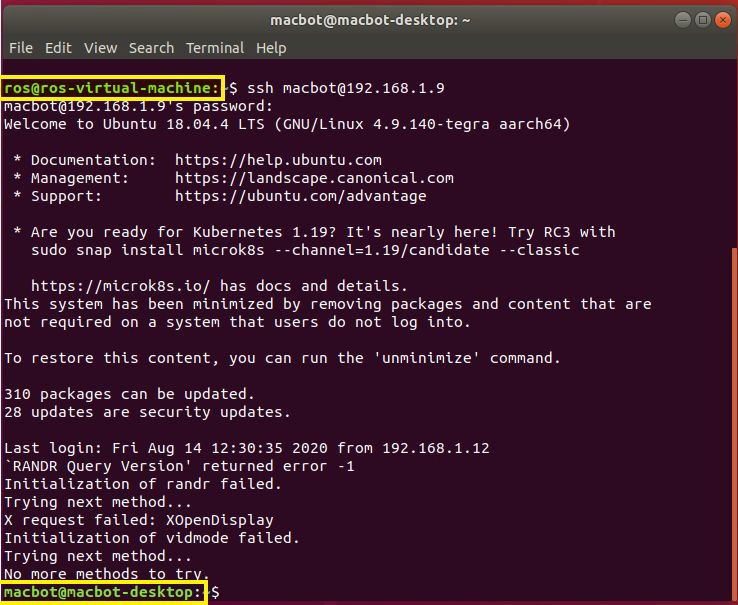 macbot@macbot-desktop: ~
File Edit View Search Terminal Help
ros@ros-virtual-machine:~$ ssh macbot@192.168.1.9
macbot@192.168.1.9's password:
Welcome to Ubuntu 18.04.4 LTS (GNU/Linux 4.9.140-tegra aarch64)
* Documentation:  https://help.ubuntu.com
* Management:     https://landscape.canonical.com
* Support:        https://ubuntu.com/advantage
* Are you ready for Kubernetes 1.19? It's nearly here! Try RC3 with
sudo snap install microk8s --channel=1.19/candidate --classic
https://microk8s.io/ has docs and details.
This system has been minimized by removing packages and content that are
not required on a system that users do not log into.
To restore this content, you can run the 'unminimize' command.
310 packages can be updated.
28 updates are security updates.
Last login: Fri Aug 14 12:30:35 2020 from 192.168.1.12
`RANDR Query Version' returned error -1
Initialization of randr failed.
Trying next method...
X request failed: XOpenDisplay
Initialization of vidmode failed.
Trying next method...
No more methods to try.
macbot@macbot-desktop:~$